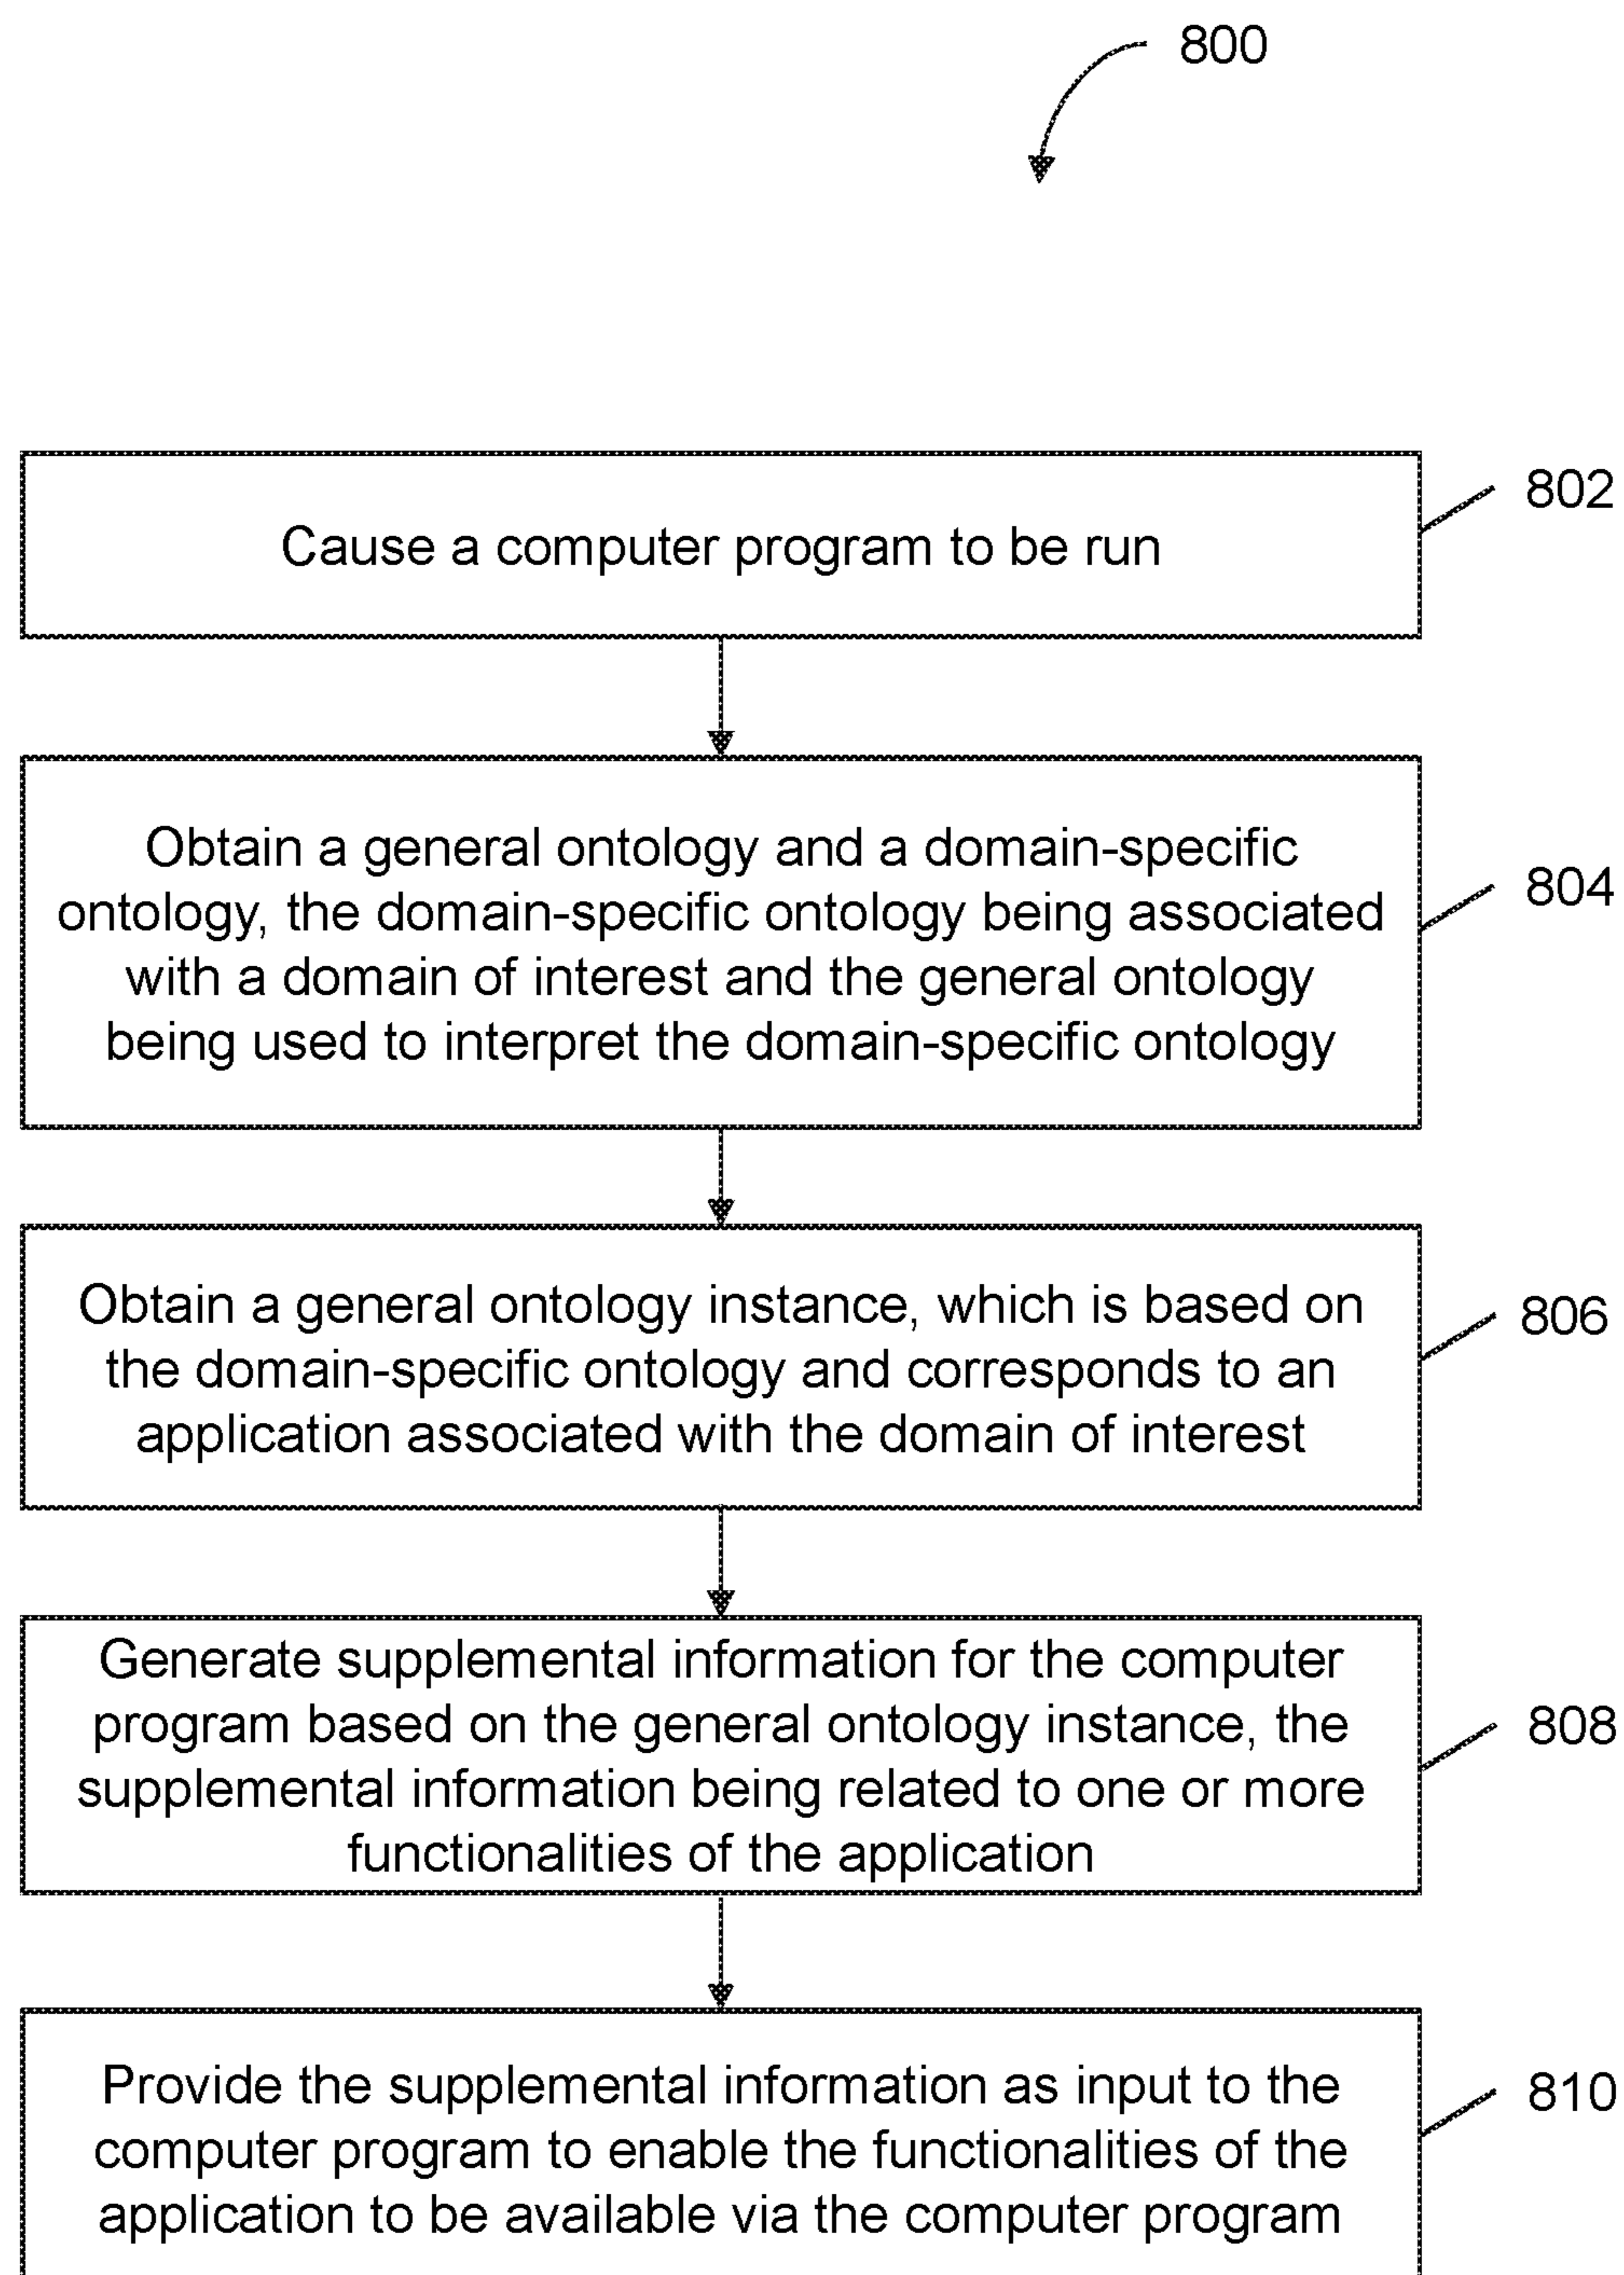 800
Cause a computer program to be run
802
Obtain a general ontology and a domain-specific
ontology, the domain-specific ontology being associated
with a domain of interest and the general ontology
being used to interpret the domain-specific ontology
804
Obtain a general ontology instance, which is based on
the domain-specific ontology and corresponds to an
application associated with the domain of interest
806
Generate supplemental information for the computer
program based on the general ontology instance, the
supplemental information being related to one or more
functionalities of the application
808
Provide the supplemental information as input to the
computer program to enable the functionalities of the
application to be available via the computer program
810